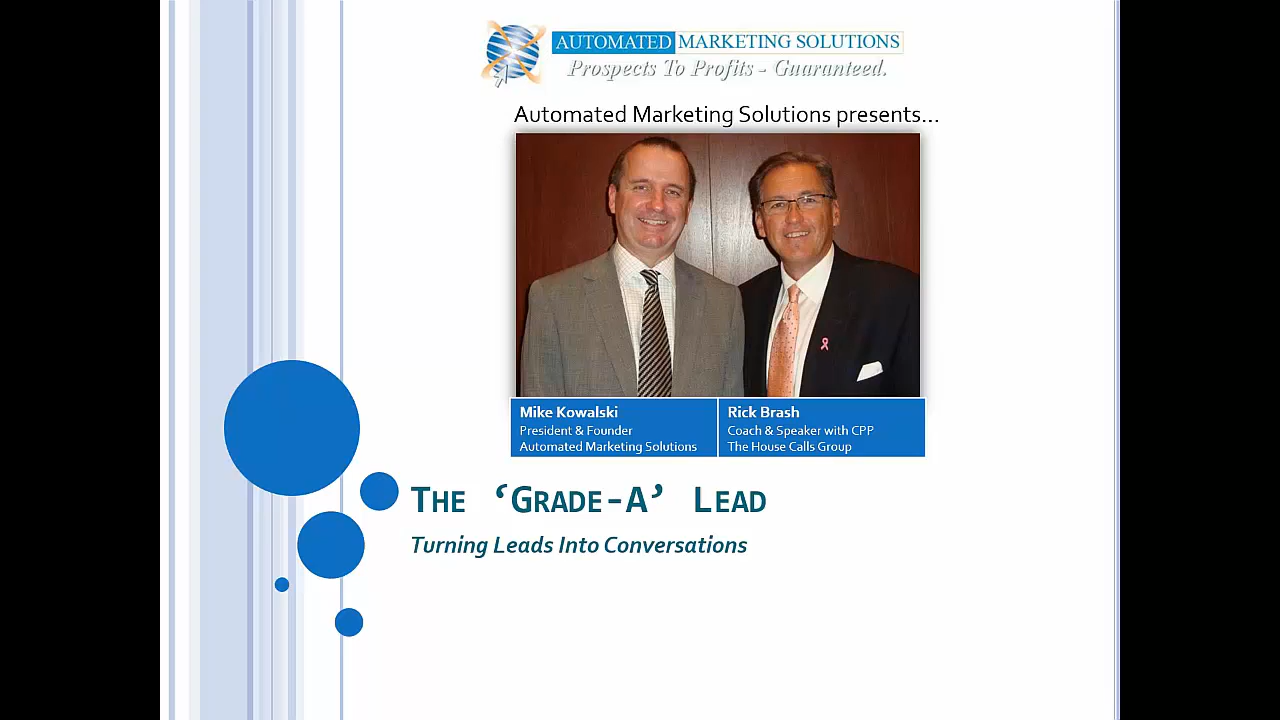 AUTOMATED MARKETING SOLUTIONS
Prospects To Profits - Guaranteed.
Automated Marketing Solutions presents...
Mike Kowalski
President & Founder
Automated Marketing Solutions
Rick Brash
Coach & Speaker with CPP
The House Calls Group
THE ‘GRADE-A’ LEAD
Turning Leads Into Conversations